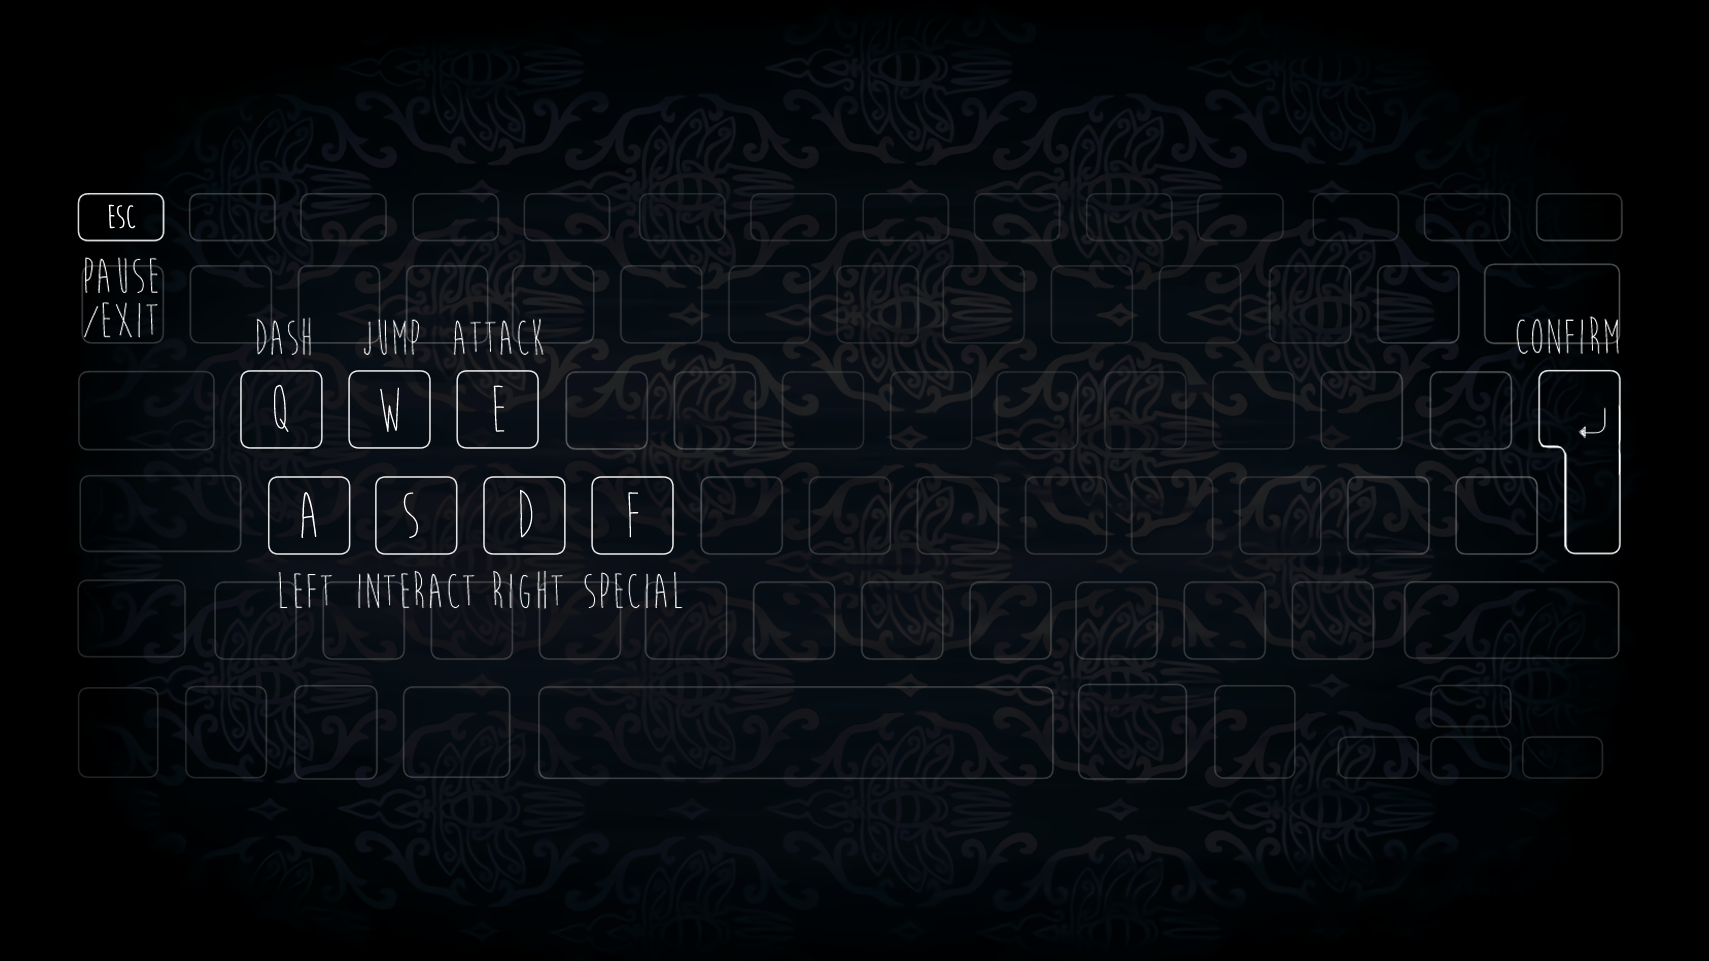 ESC
PAUSE
/EXIT
DASH JUMP ATTACK
CONFIRM
Q W E
A S D F
LEFT INTERACT RIGHT SPECIAL